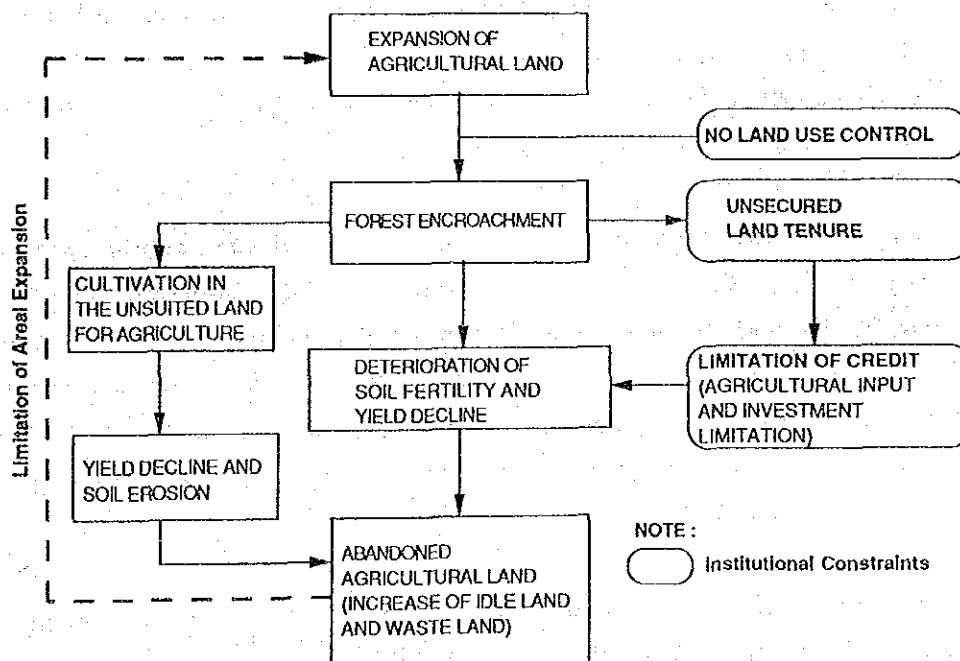 EXPANSION OF
AGRICULTURAL LAND
NO LAND USE CONTROL
FOREST ENCROACHMENT
UNSECURED
LAND TENURE
CULTIVATION IN
THE UNSUITED LAND
FOR AGRICULTURE
DETERIORATION OF
SOIL FERTILITY AND
YIELD DECLINE
LIMITATION OF CREDIT
(AGRICULTURAL INPUT
AND INVESTMENT
LIMITATION)
YIELD DECLINE AND
SOIL EROSION
ABANDONED
AGRICULTURAL LAND
(INCREASE OF IDLE LAND
AND WASTE LAND)
Limitation of Areal Expansion
NOTE :
Institutional Constraints